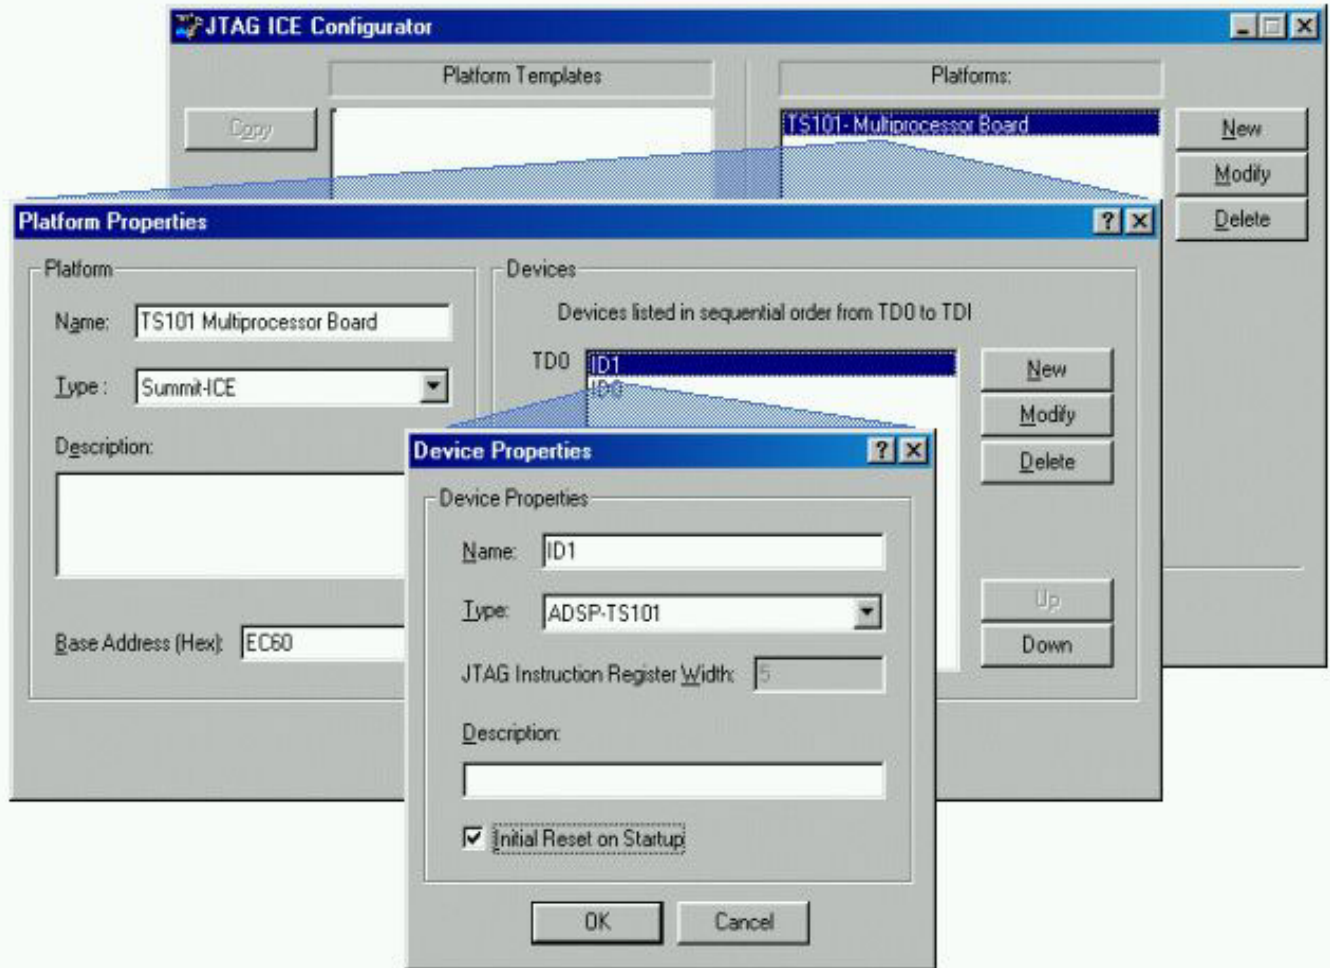 JTAG ICE Configurator
Platform Templates
Platforms:
Copy
TS101- Multiprocessor Board
New
Modify
Delete
Platform Properties
Platform
Name: TS101 Multiprocessor Board
Type : Summit-ICE
Description:
Base Address (Hex): EC60
Devices
Devices listed in sequential order from TD0 to TDI
TD0
ID1
ID0
New
Modify
Delete
Up
Down
Device Properties
Device Properties
Name: ID1
Type: ADSP-TS101
JTAG Instruction Register Width: 5
Description:
Initial Reset on Startup
OK
Cancel